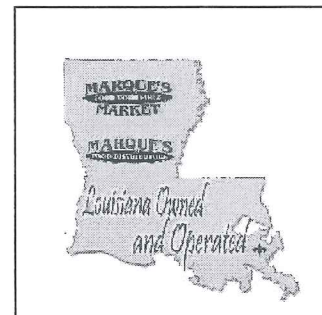 MARQUE'S
MARKET
MARQUE'S
Louisiana Owned
and Operated